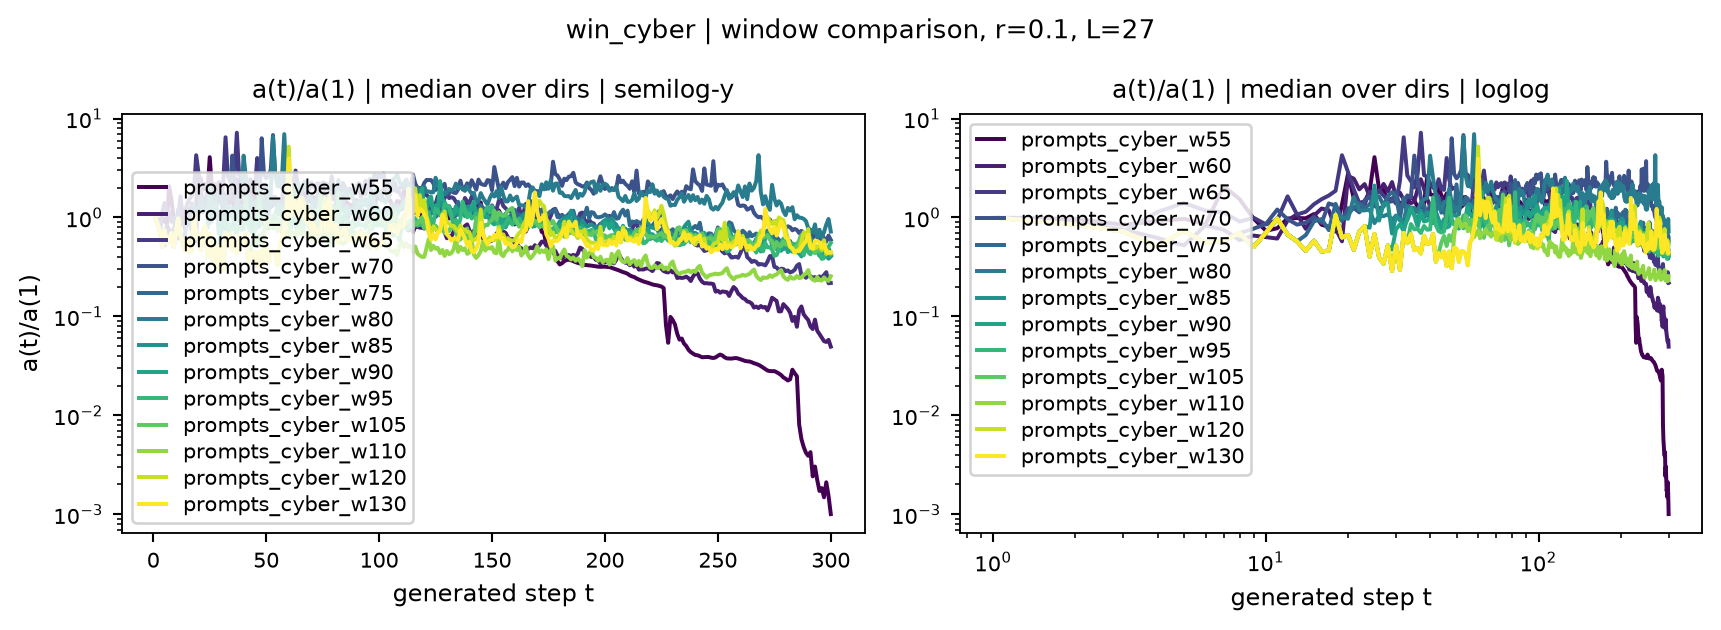 win_cyber | window comparison, r=0.1, L=27
a(t)/a(1) | median over dirs | semilog-y
a(t)/a(1)
10¹
10⁰
10⁻¹
10⁻²
10⁻³
prompts_cyber_w55
prompts_cyber_w60
prompts_cyber_w65
prompts_cyber_w70
prompts_cyber_w75
prompts_cyber_w80
prompts_cyber_w85
prompts_cyber_w90
prompts_cyber_w95
prompts_cyber_w105
prompts_cyber_w110
prompts_cyber_w120
prompts_cyber_w130
0 50 100 150 200 250 300
generated step t
a(t)/a(1) | median over dirs | loglog
10¹
10⁰
10⁻¹
10⁻²
10⁻³
prompts_cyber_w55
prompts_cyber_w60
prompts_cyber_w65
prompts_cyber_w70
prompts_cyber_w75
prompts_cyber_w80
prompts_cyber_w85
prompts_cyber_w90
prompts_cyber_w95
prompts_cyber_w105
prompts_cyber_w110
prompts_cyber_w120
prompts_cyber_w130
10⁰ 10¹ 10²
generated step t